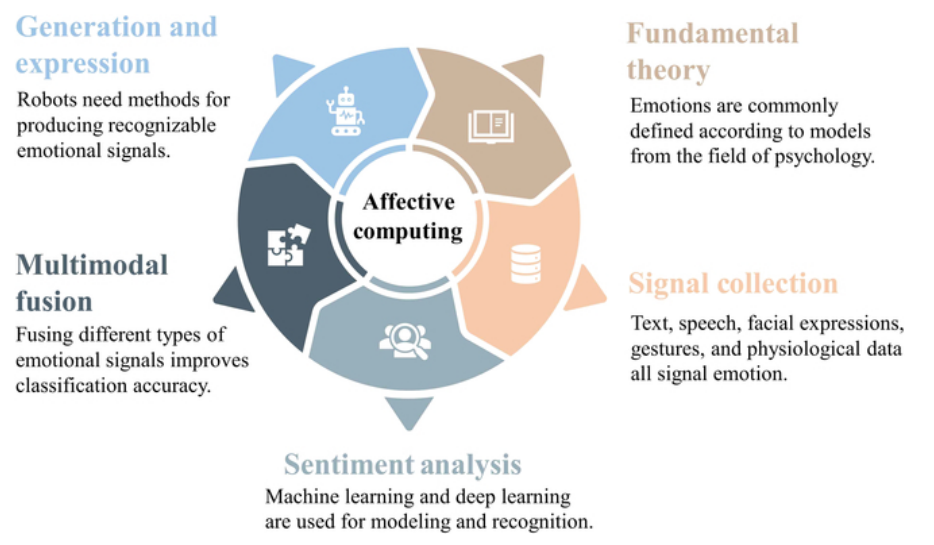 Generation and
expression
Robots need methods for
producing recognizable
emotional signals.
Fundamental
theory
Emotions are commonly
defined according to models
from the field of psychology.
Affective
computing
Multimodal
fusion
Fusing different types of
emotional signals improves
classification accuracy.
Signal collection
Text, speech, facial expressions,
gestures, and physiological data
all signal emotion.
Sentiment analysis
Machine learning and deep learning
are used for modeling and recognition.